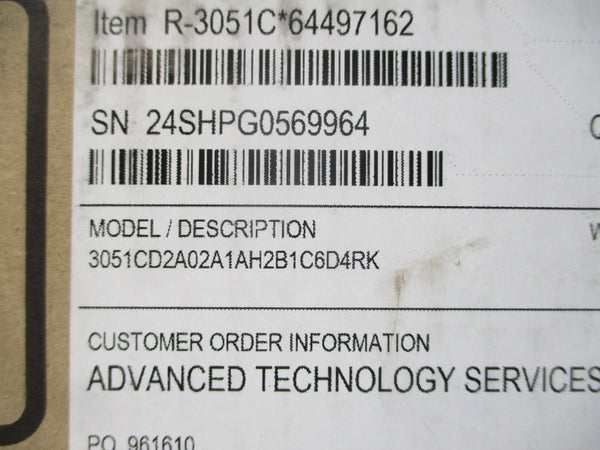 Item R-3051C*64497162
SN 24SHPG0569964
MODEL / DESCRIPTION
3051CD2A02A1AH2B1C6D4RK
CUSTOMER ORDER INFORMATION
ADVANCED TECHNOLOGY SERVICES
PO 961610